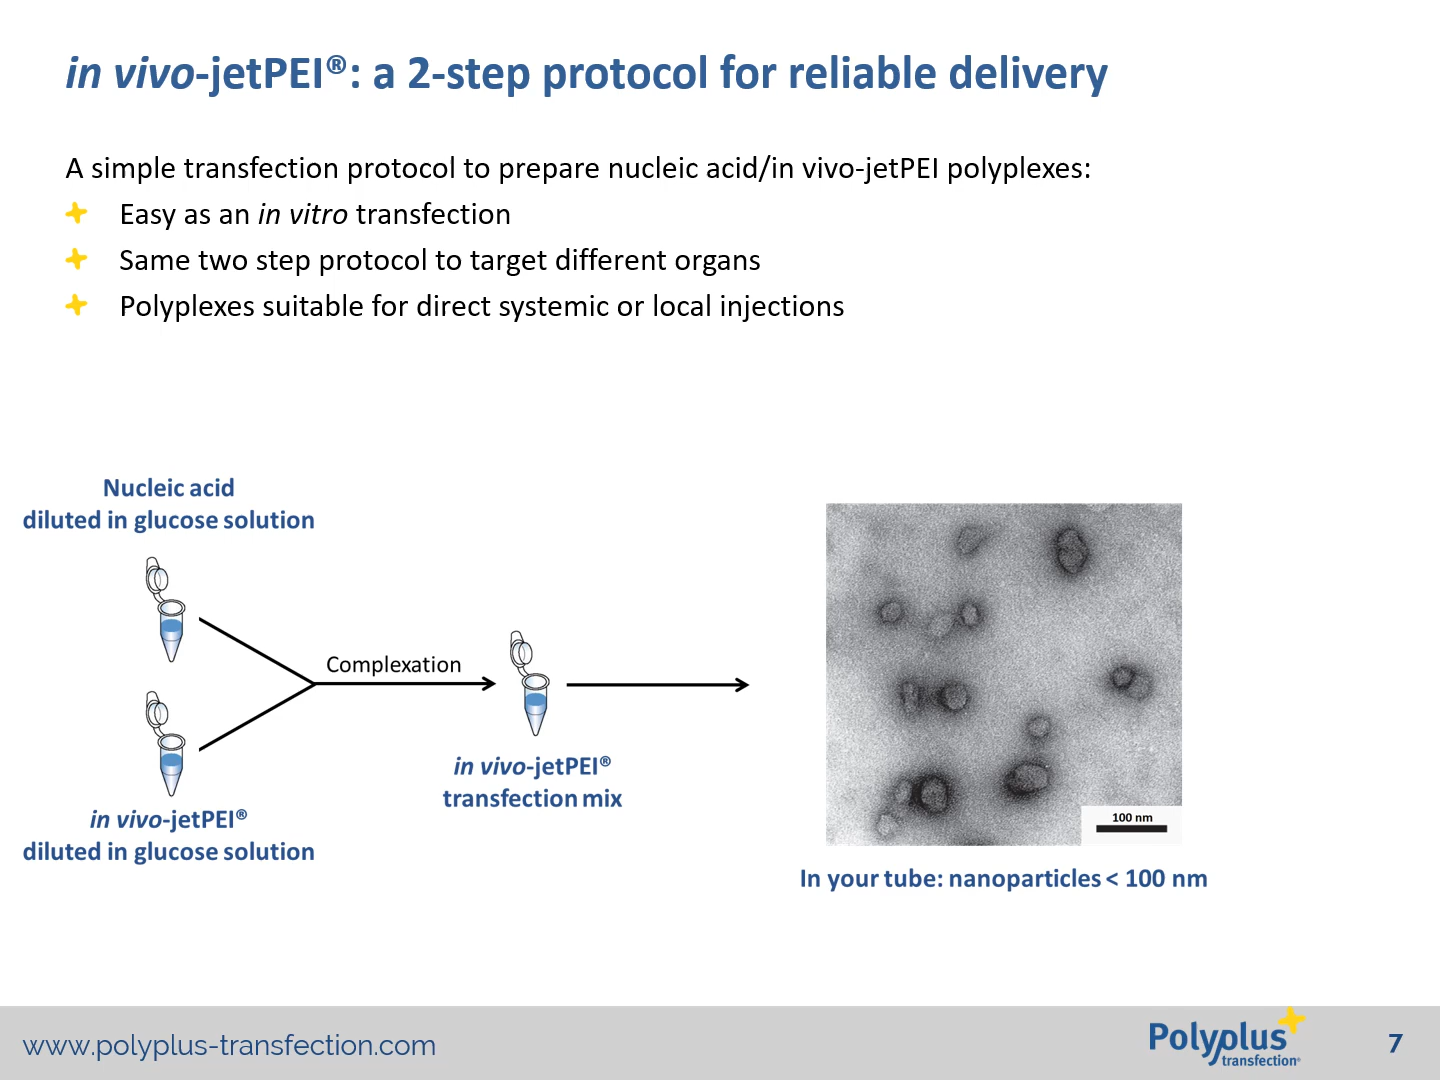 in vivo-jetPEI®: a 2-step protocol for reliable delivery
A simple transfection protocol to prepare nucleic acid/in vivo-jetPEI polyplexes:
Easy as an in vitro transfection
Same two step protocol to target different organs
Polyplexes suitable for direct systemic or local injections
Nucleic acid
diluted in glucose solution
Complexation
in vivo-jetPEI®
diluted in glucose solution
in vivo-jetPEI®
transfection mix
100 nm
In your tube: nanoparticles < 100 nm
www.polyplus-transfection.com
Polyplus
transfection®
7